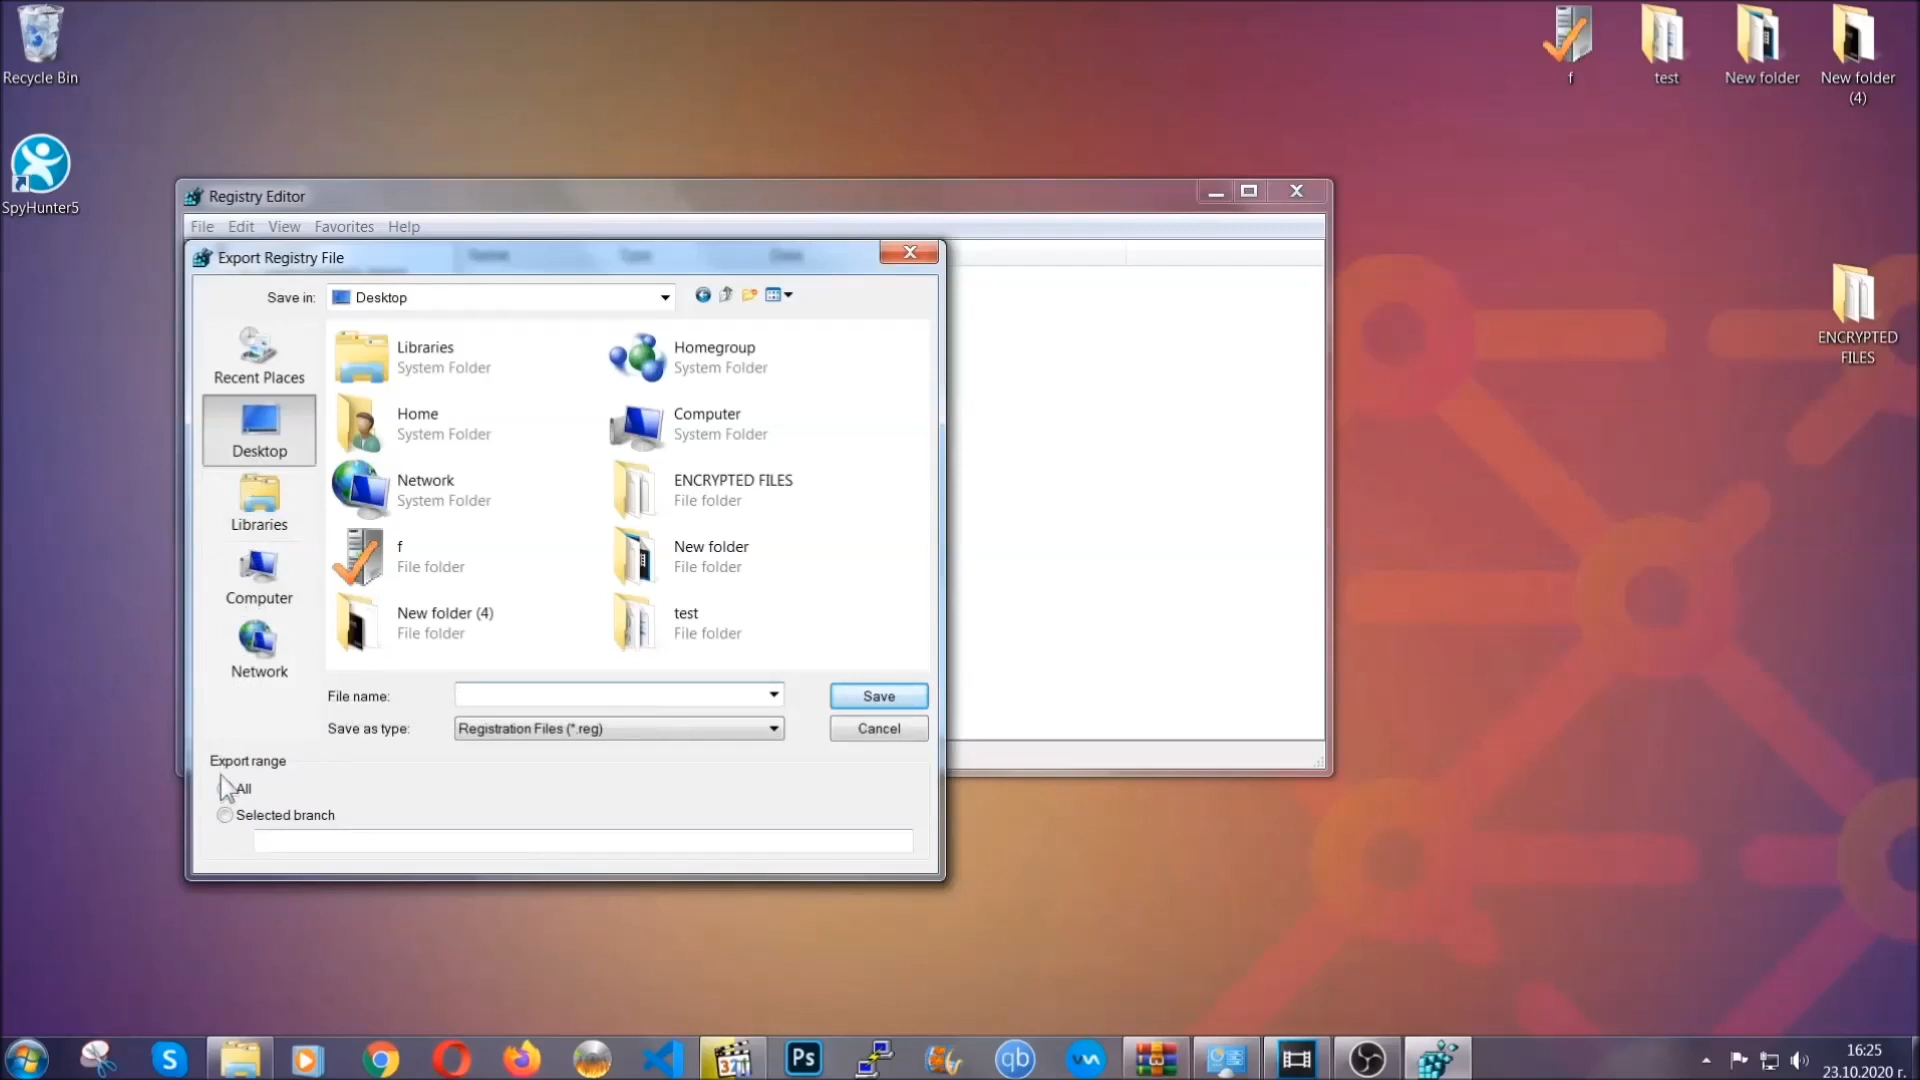 Recycle Bin
SpyHunter5
f
test
New folder
New folder
(4)
ENCRYPTED
FILES
Registry Editor
File Edit View Favorites Help
Export Registry File
Save in:
Desktop
Recent Places
Desktop
Libraries
Computer
Network
Libraries
System Folder
Homegroup
System Folder
Home
System Folder
Computer
System Folder
Network
System Folder
ENCRYPTED FILES
File folder
f
File folder
New folder
File folder
New folder (4)
File folder
test
File folder
File name:
Save
Save as type:
Registration Files (*.reg)
Cancel
Export range
All
Selected branch
S
321
Ps
qb
16:25
23.10.2020 г.